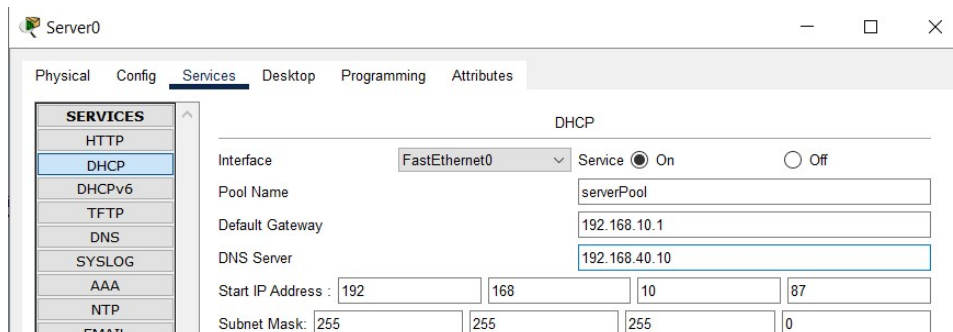 Server0
Physical Config Services Desktop Programming Attributes
SERVICES
HTTP
DHCP
DHCPv6
TFTP
DNS
SYSLOG
AAA
NTP
EMAIL
DHCP
Interface FastEthernet0 Service On Off
Pool Name serverPool
Default Gateway 192.168.10.1
DNS Server 192.168.40.10
Start IP Address : 192 168 10 87
Subnet Mask: 255 255 255 0